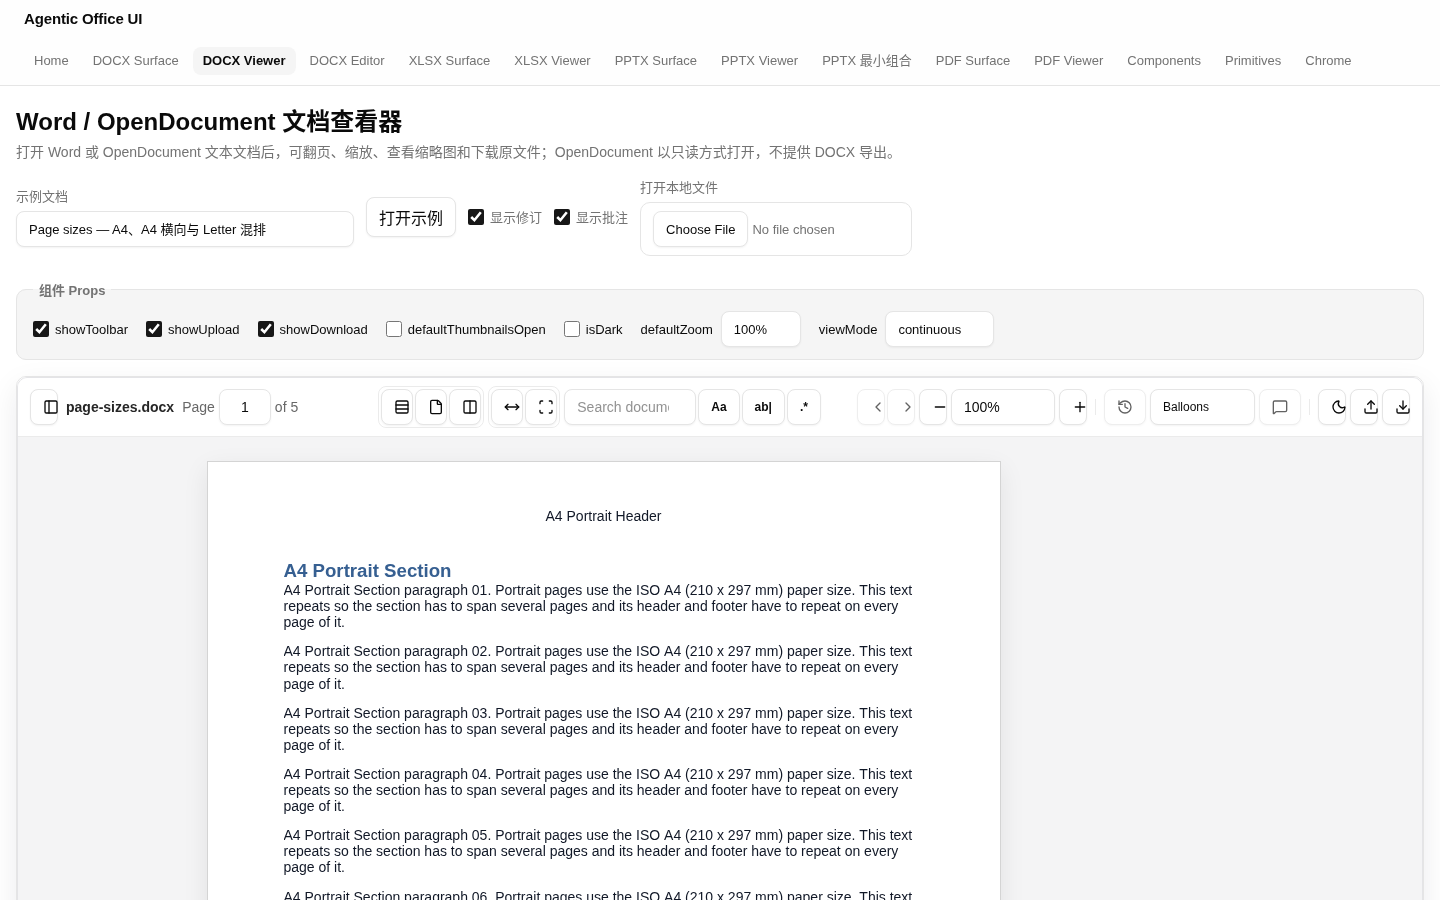 Agentic Office UI
Home DOCX Surface DOCX Viewer DOCX Editor XLSX Surface XLSX Viewer PPTX Surface PPTX Viewer PPTX 最小组合 PDF Surface PDF Viewer Components Primitives Chrome
Word / OpenDocument 文档查看器
打开 Word 或 OpenDocument 文本文档后，可翻页、缩放、查看缩略图和下载原文件；OpenDocument 以只读方式打开，不提供 DOCX 导出。
示例文档
Page sizes — A4、A4 横向与 Letter 混排
打开示例
显示修订
显示批注
打开本地文件
Choose File No file chosen
组件 Props
showToolbar showUpload showDownload defaultThumbnailsOpen isDark defaultZoom 100% viewMode continuous
page-sizes.docx Page 1 of 5 Search docume Aa ab| .* 100% Balloons
A4 Portrait Header
A4 Portrait Section
A4 Portrait Section paragraph 01. Portrait pages use the ISO A4 (210 x 297 mm) paper size. This text
repeats so the section has to span several pages and its header and footer have to repeat on every
page of it.
A4 Portrait Section paragraph 02. Portrait pages use the ISO A4 (210 x 297 mm) paper size. This text
repeats so the section has to span several pages and its header and footer have to repeat on every
page of it.
A4 Portrait Section paragraph 03. Portrait pages use the ISO A4 (210 x 297 mm) paper size. This text
repeats so the section has to span several pages and its header and footer have to repeat on every
page of it.
A4 Portrait Section paragraph 04. Portrait pages use the ISO A4 (210 x 297 mm) paper size. This text
repeats so the section has to span several pages and its header and footer have to repeat on every
page of it.
A4 Portrait Section paragraph 05. Portrait pages use the ISO A4 (210 x 297 mm) paper size. This text
repeats so the section has to span several pages and its header and footer have to repeat on every
page of it.
A4 Portrait Section paragraph 06. Portrait pages use the ISO A4 (210 x 297 mm) paper size. This text